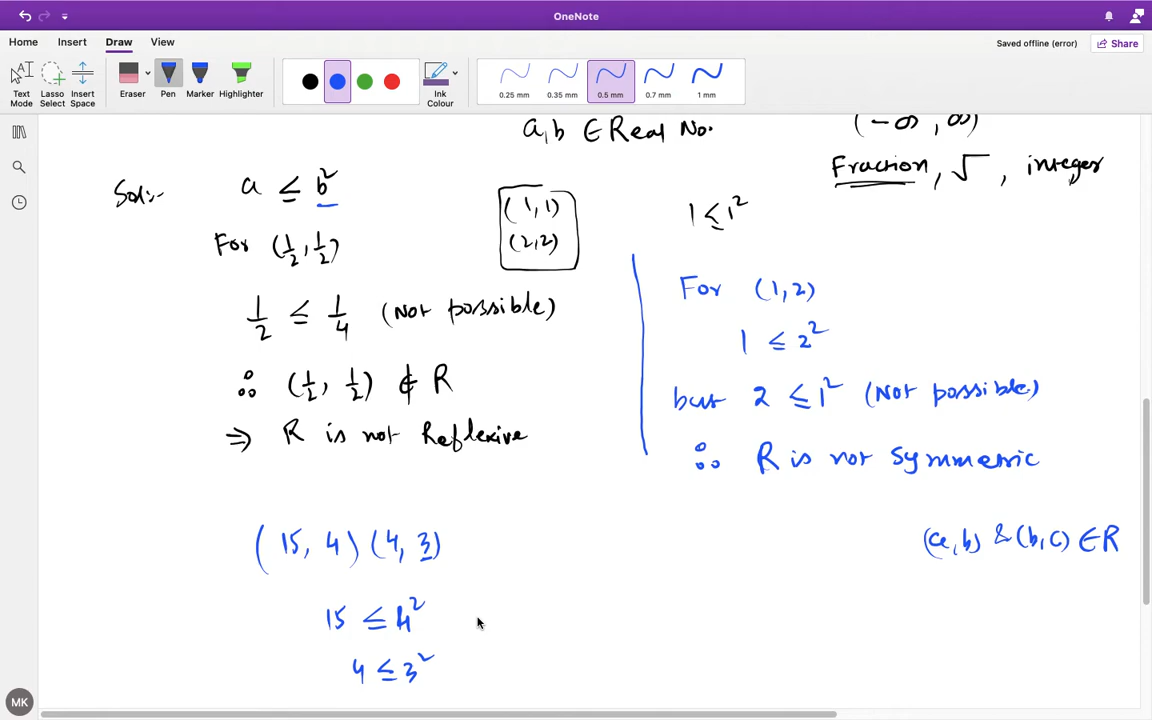 OneNote
Home Insert Draw View
Saved offline (error) Share
Text Mode Lasso Select Insert Space Eraser Pen Marker Highlighter Ink Colour 0.25 mm 0.35 mm 0.5 mm 0.7 mm 1 mm
a,b ∈ Real No.
(-∞, ∞)
Fraction, √, integer
Soln:-
a ≤ b²
For (1/2, 1/2)
1/2 ≤ 1/4 (Not possible)
∴ (1/2, 1/2) ∉ R
⇒ R is not Reflexive
(1,1)
(2,2)
1 ≤ 1²
For (1,2)
1 ≤ 2²
but 2 ≤ 1² (Not possible)
∴ R is not Symmetric
(15, 4) (4, 3)
15 ≤ 4²
4 ≤ 3²
(a,b) & (b,c) ∈ R
MK